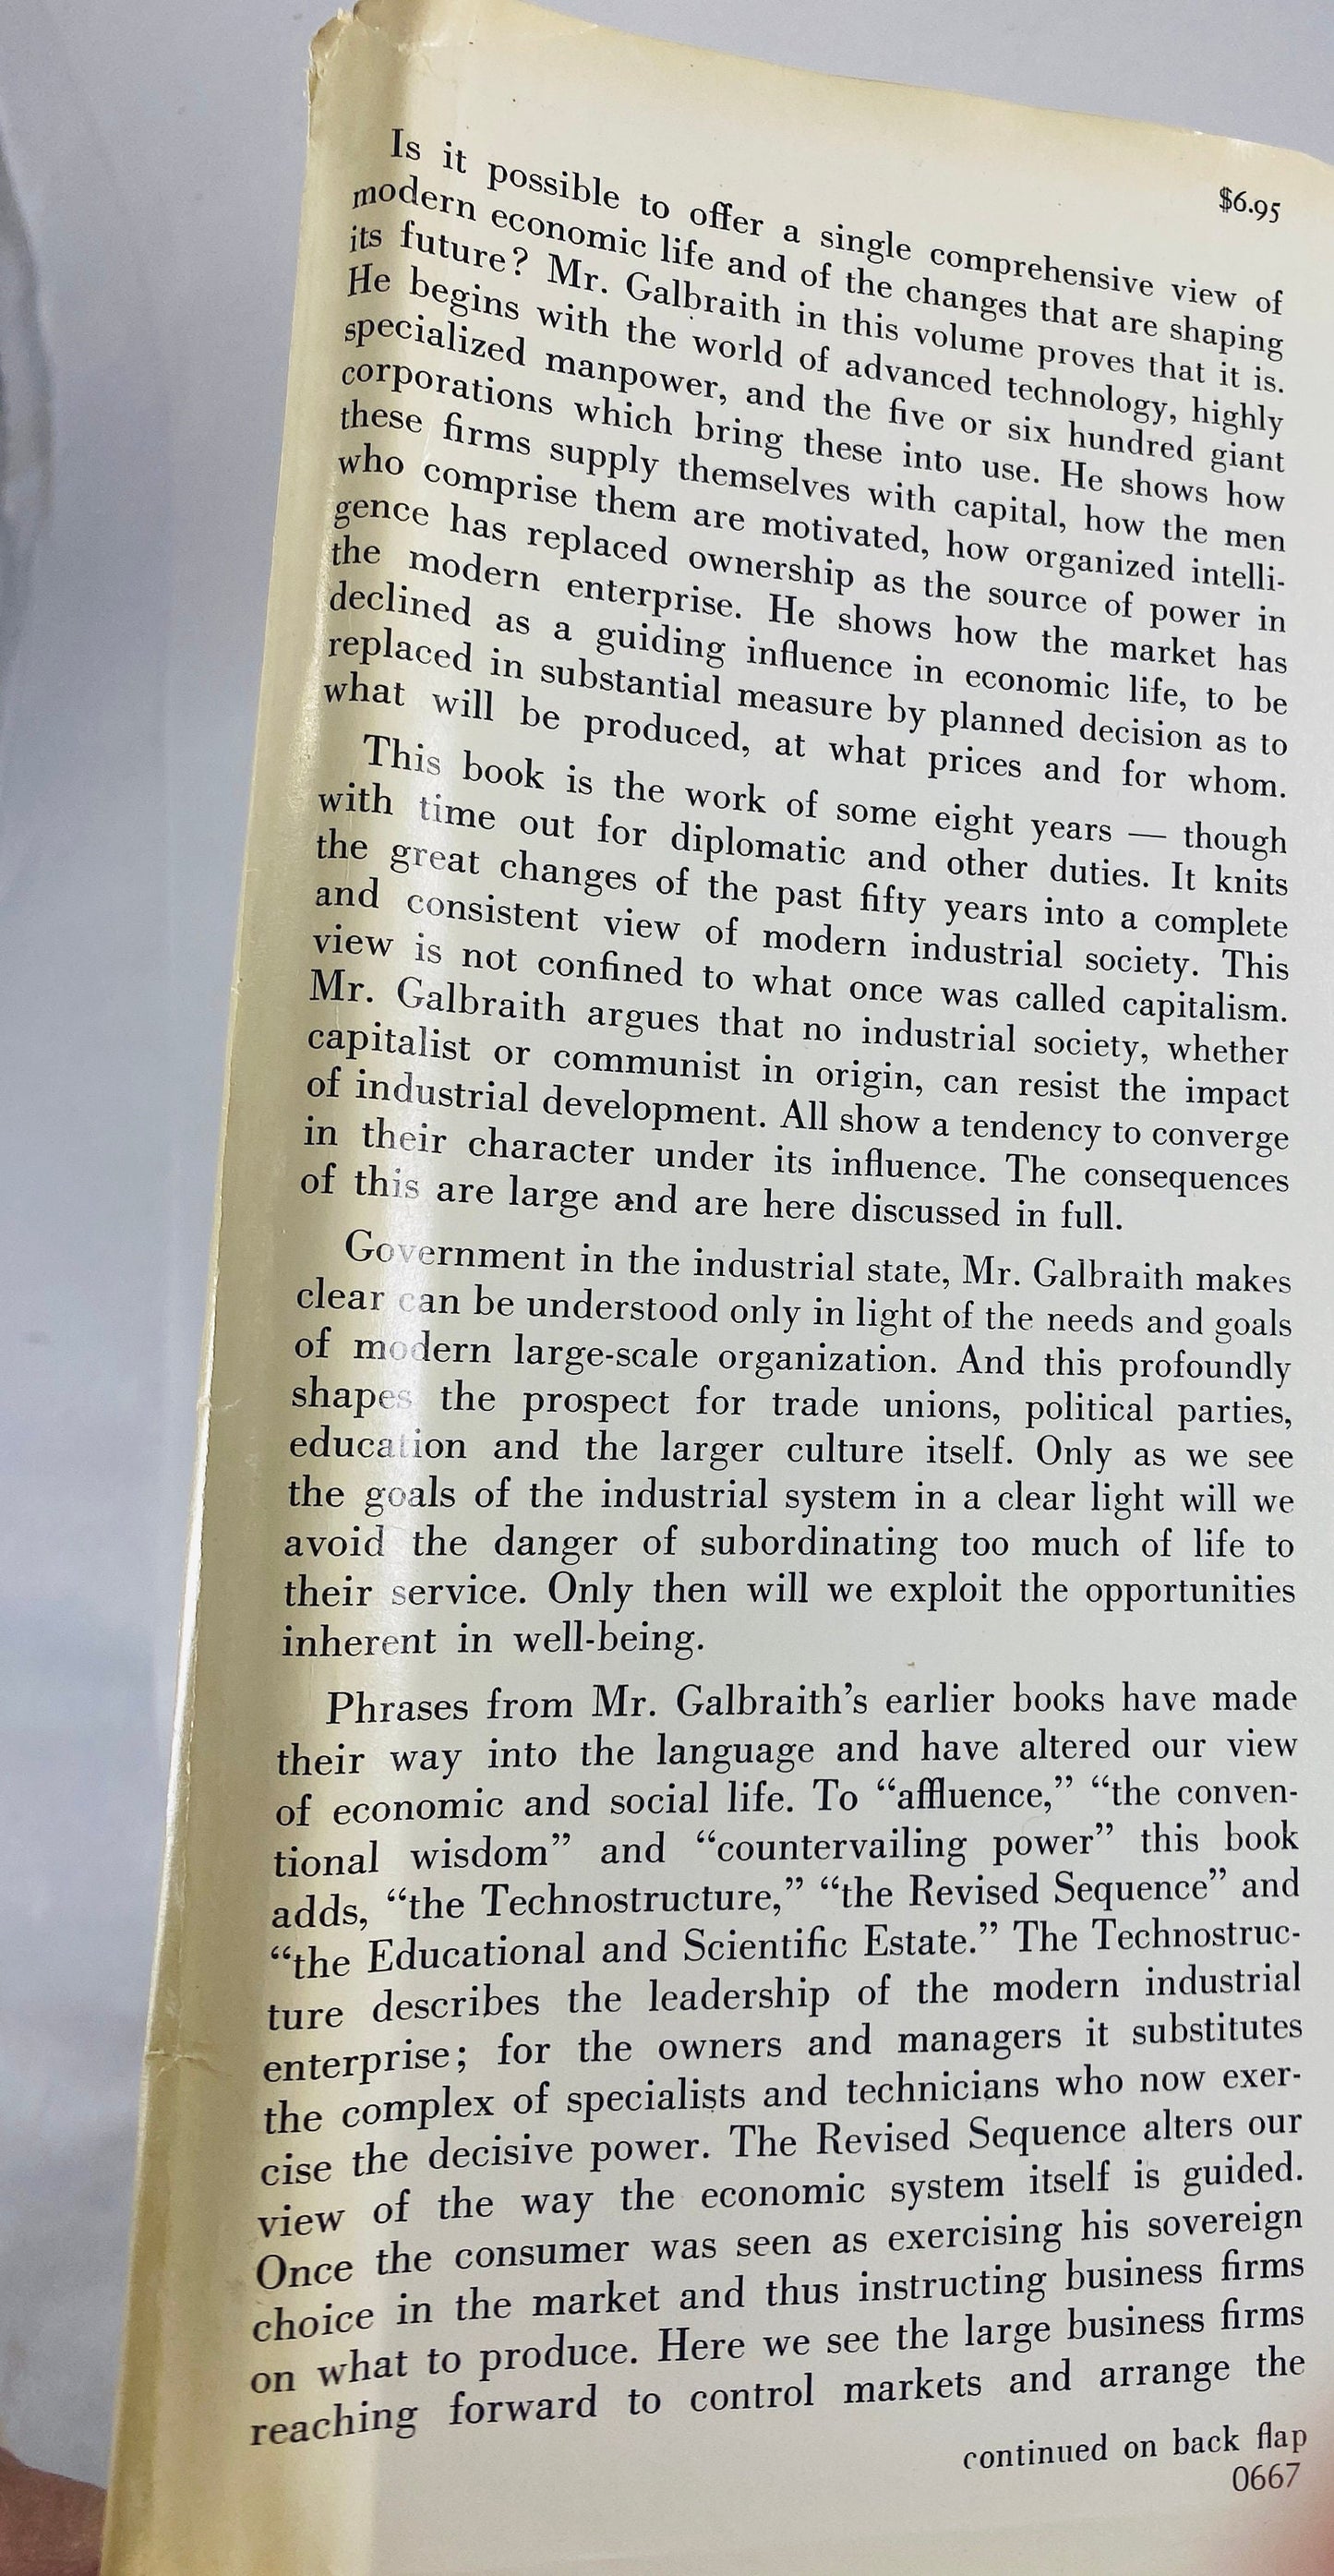 $6.95
Is it possible to offer a single comprehensive view of
modern economic life and of the changes that are shaping
its future? Mr. Galbraith in this volume proves that it is.
He begins with the world of advanced technology, highly
specialized manpower, and the five or six hundred giant
corporations which bring these into use. He shows how
these firms supply themselves with capital, how the men
who comprise them are motivated, how organized intelli-
gence has replaced ownership as the source of power in
the modern enterprise. He shows how the market has
declined as a guiding influence in economic life, to be
replaced in substantial measure by planned decision as to
what will be produced, at what prices and for whom.
This book is the work of some eight years — though
with time out for diplomatic and other duties. It knits
the great changes of the past fifty years into a complete
and consistent view of modern industrial society. This
view is not confined to what once was called capitalism.
Mr. Galbraith argues that no industrial society, whether
capitalist or communist in origin, can resist the impact
of industrial development. All show a tendency to converge
in their character under its influence. The consequences
of this are large and are here discussed in full.
Government in the industrial state, Mr. Galbraith makes
clear can be understood only in light of the needs and goals
of modern large-scale organization. And this profoundly
shapes the prospect for trade unions, political parties,
education and the larger culture itself. Only as we see
the goals of the industrial system in a clear light will we
avoid the danger of subordinating too much of life to
their service. Only then will we exploit the opportunities
inherent in well-being.
Phrases from Mr. Galbraith's earlier books have made
their way into the language and have altered our view
of economic and social life. To “affluence,” “the conven-
tional wisdom” and “countervailing power” this book
adds, “the Technostructure,” “the Revised Sequence” and
“the Educational and Scientific Estate.” The Technostruc-
ture describes the leadership of the modern industrial
enterprise; for the owners and managers it substitutes
the complex of specialists and technicians who now exer-
cise the decisive power. The Revised Sequence alters our
view of the way the economic system itself is guided.
Once the consumer was seen as exercising his sovereign
choice in the market and thus instructing business firms
on what to produce. Here we see the large business firms
reaching forward to control markets and arrange the
continued on back flap
0667